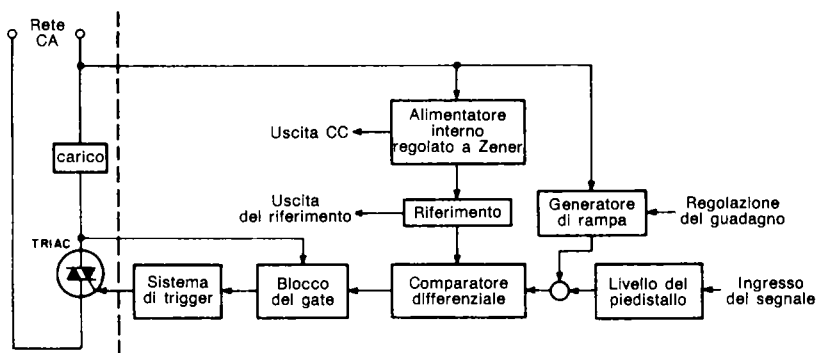 Rete
CA
Alimentatore
interno
regolato a Zener
Uscita CC
carico
Uscita
del riferimento
Riferimento
Generatore
di rampa
Regolazione
del guadagno
TRIAC
Sistema
di trigger
Blocco
del gate
Comparatore
differenziale
Livello del
piedistallo
Ingresso
del segnale